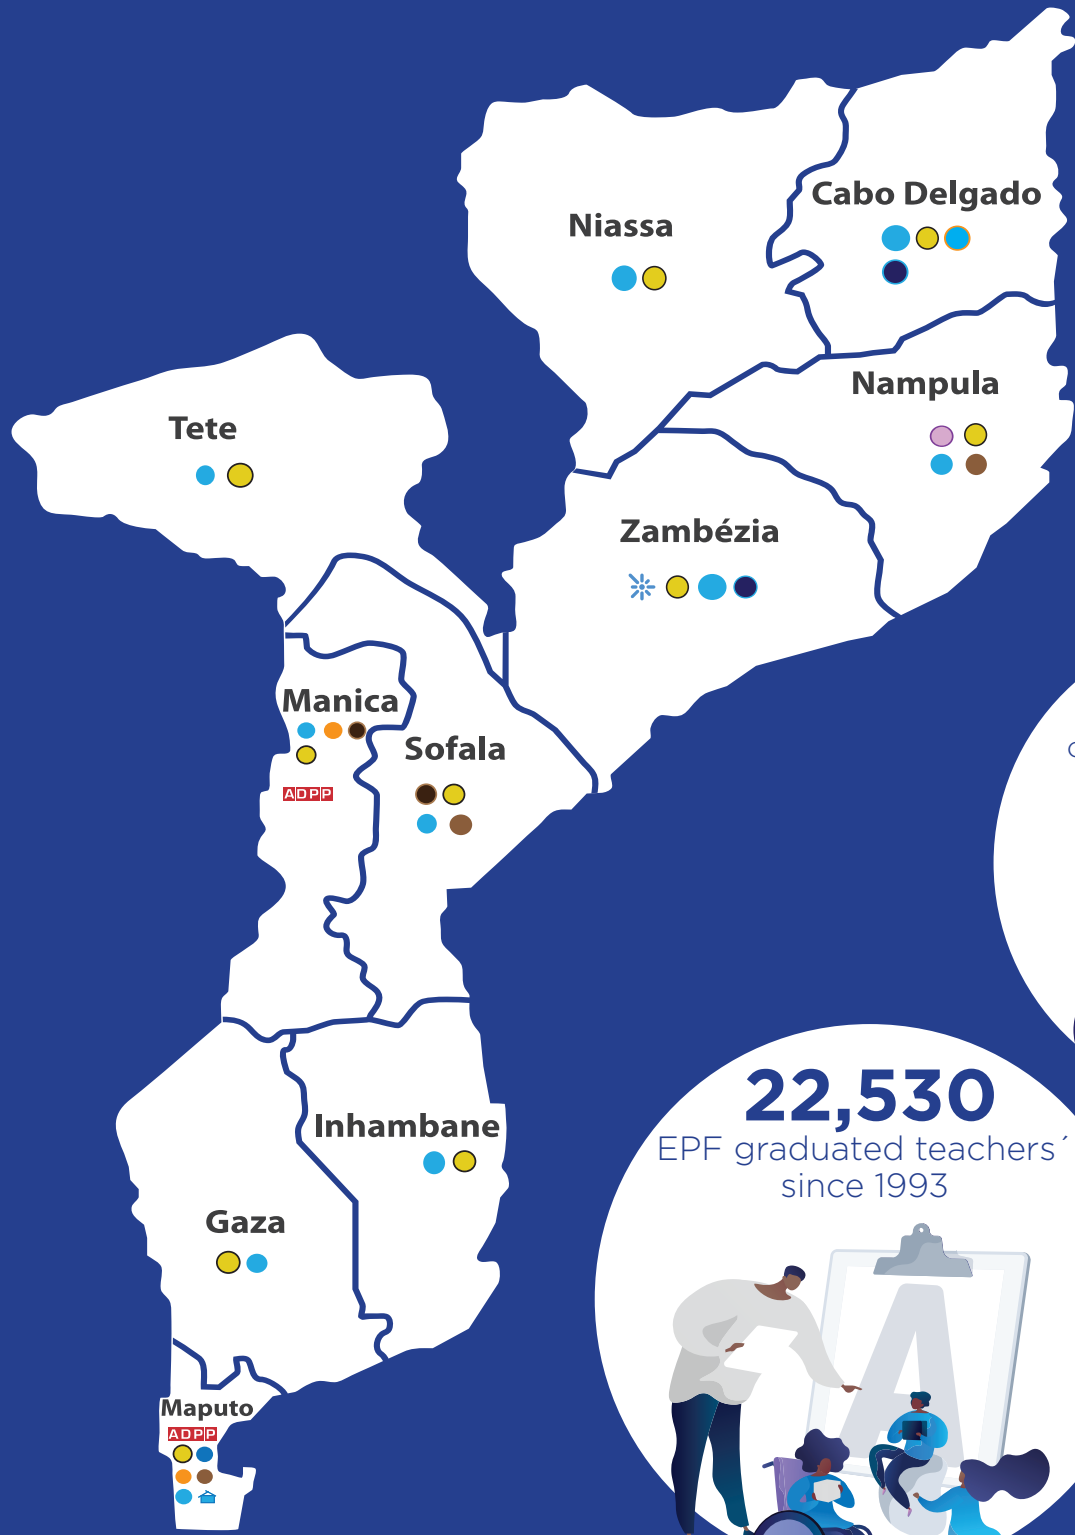 Cabo Delgado
Niassa
Nampula
Tete
Zambézia
Manica
Sofala
ADPP
22,530
EPF graduated teachers´
since 1993
Inhambane
Gaza
Maputo
ADPP
A